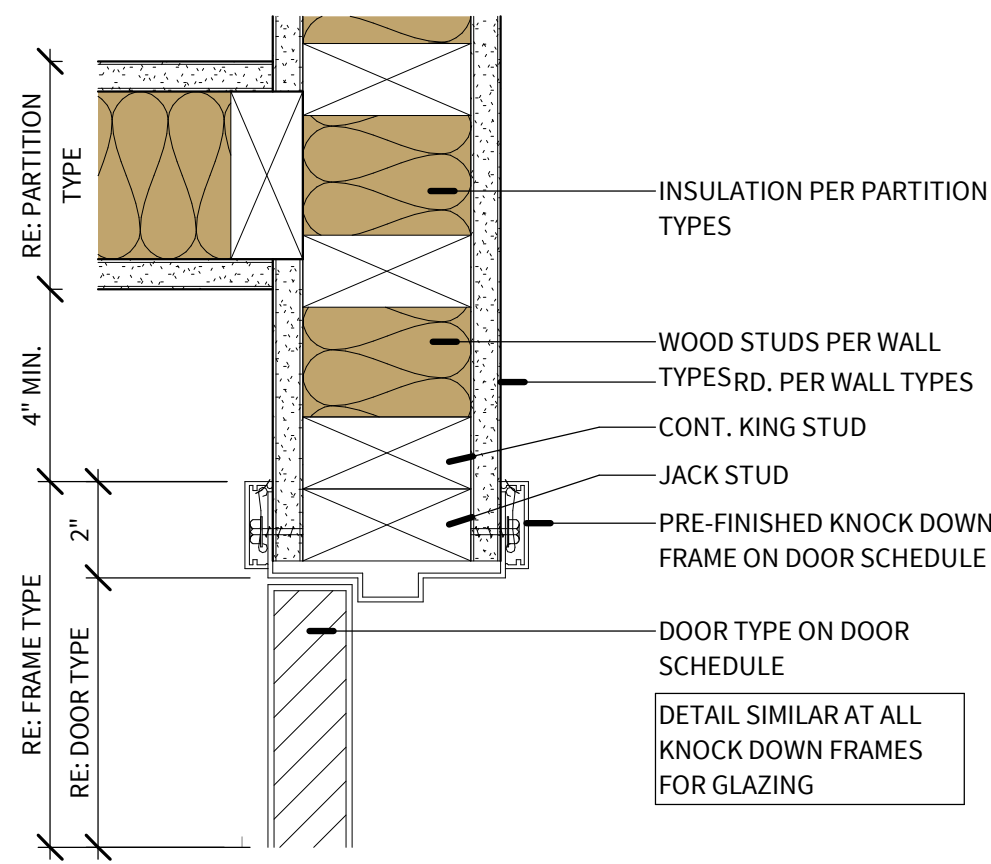 RE: PARTITION
TYPE
4" MIN.
2"
RE: FRAME TYPE
RE: DOOR TYPE
INSULATION PER PARTITION
TYPES
WOOD STUDS PER WALL
TYPES
RD. PER WALL TYPES
CONT. KING STUD
JACK STUD
PRE-FINISHED KNOCK DOWN
FRAME ON DOOR SCHEDULE
DOOR TYPE ON DOOR
SCHEDULE
DETAIL SIMILAR AT ALL
KNOCK DOWN FRAMES
FOR GLAZING